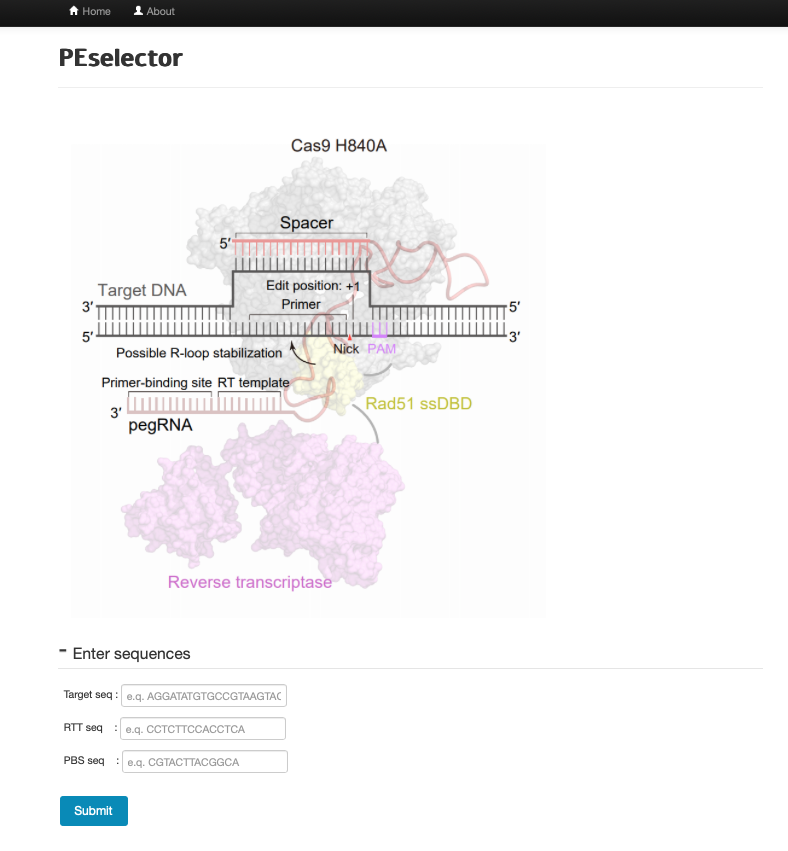 Home About
PEselector
Cas9 H840A
Spacer
5′
Target DNA
Edit position: +1
Primer
3′ 5′
5′ 3′
Possible R-loop stabilization Nick PAM
Primer-binding site RT template
Rad51 ssDBD
3′
pegRNA
Reverse transcriptase
- Enter sequences
Target seq : e.q. AGGATATGTGCCGTAAGTAC
RTT seq : e.q. CCTCTTCCACCTCA
PBS seq : e.q. CGTACTTACGGCA
Submit